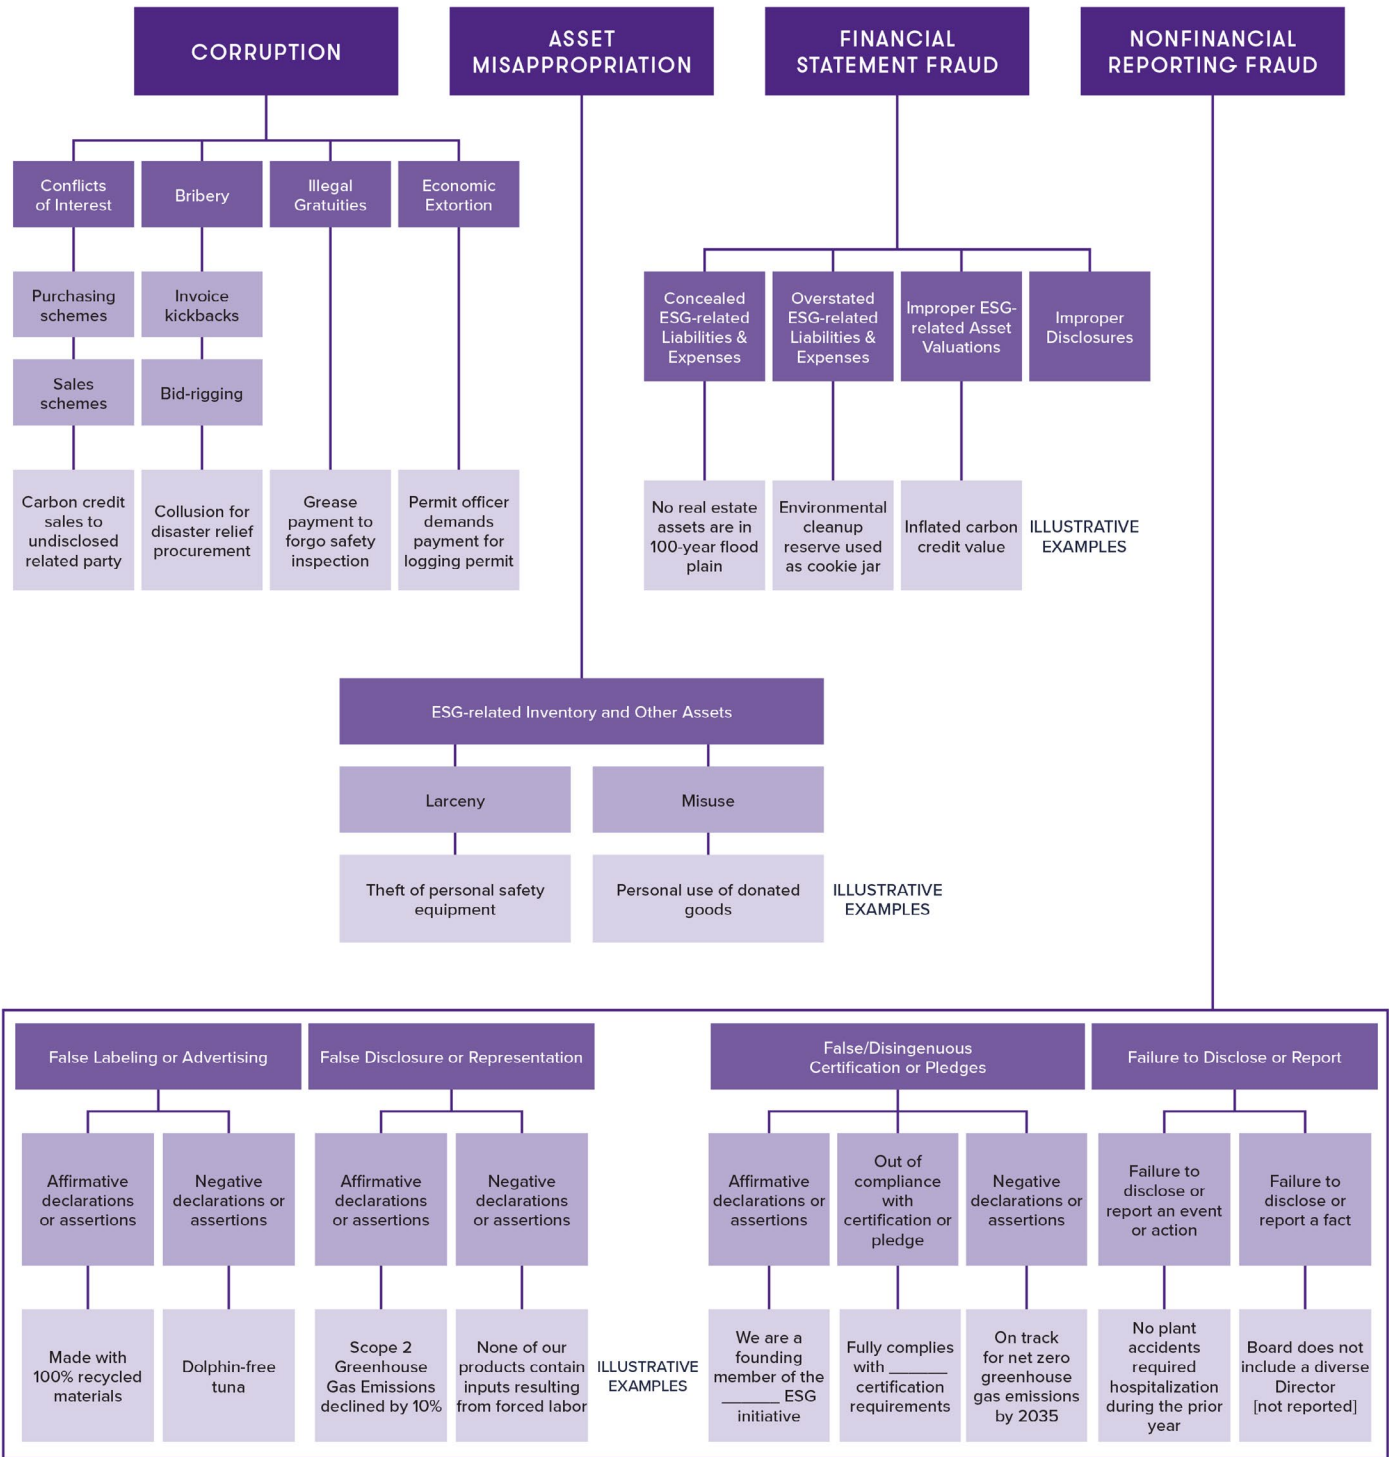 CORRUPTION
ASSET
MISAPPROPRIATION
FINANCIAL
STATEMENT FRAUD
NONFINANCIAL
REPORTING FRAUD
Conflicts
of Interest
Bribery
Illegal
Gratuities
Economic
Extortion
Purchasing
schemes
Invoice
kickbacks
Sales
schemes
Bid-rigging
Carbon credit
sales to
undisclosed
related party
Collusion for
disaster relief
procurement
Grease
payment to
forgo safety
inspection
Permit officer
demands
payment for
logging permit
Concealed
ESG-related
Liabilities &
Expenses
Overstated
ESG-related
Liabilities &
Expenses
Improper ESG-
related Asset
Valuations
Improper
Disclosures
No real estate
assets are in
100-year flood
plain
Environmental
cleanup
reserve used
as cookie jar
Inflated carbon
credit value
ILLUSTRATIVE
EXAMPLES
ESG-related Inventory and Other Assets
Larceny
Misuse
Theft of personal safety
equipment
Personal use of donated
goods
ILLUSTRATIVE
EXAMPLES
False Labeling or Advertising
False Disclosure or Representation
False/Disingenuous
Certification or Pledges
Failure to Disclose or Report
Affirmative
declarations
or assertions
Negative
declarations or
assertions
Affirmative
declarations
or assertions
Negative
declarations
or assertions
Affirmative
declarations or
assertions
Out of
compliance
with
certification or
pledge
Negative
declarations or
assertions
Failure to
disclose or
report an event
or action
Failure to
disclose or
report a fact
Made with
100% recycled
materials
Dolphin-free
tuna
Scope 2
Greenhouse
Gas Emissions
declined by 10%
None of our
products contain
inputs resulting
from forced labor
ILLUSTRATIVE
EXAMPLES
We are a
founding
member of the
______ ESG
initiative
Fully complies
with ______
certification
requirements
On track
for net zero
greenhouse
gas emissions
by 2035
No plant
accidents
required
hospitalization
during the prior
year
Board does not
include a diverse
Director
[not reported]